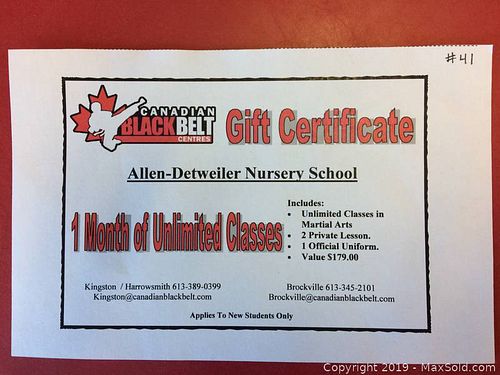 #41
CANADIAN
BLACKBELT
CENTRES
Gift Certificate
Allen-Detweiler Nursery School
1 Month of Unlimited Classes
Includes:
• Unlimited Classes in
Martial Arts
• 2 Private Lesson.
• 1 Official Uniform.
• Value $179.00
Kingston / Harrowsmith 613-389-0399
Kingston@canadianblackbelt.com
Brockville 613-345-2101
Brockville@canadianblackbelt.com
Applies To New Students Only
Copyright 2019 - MaxSold.com